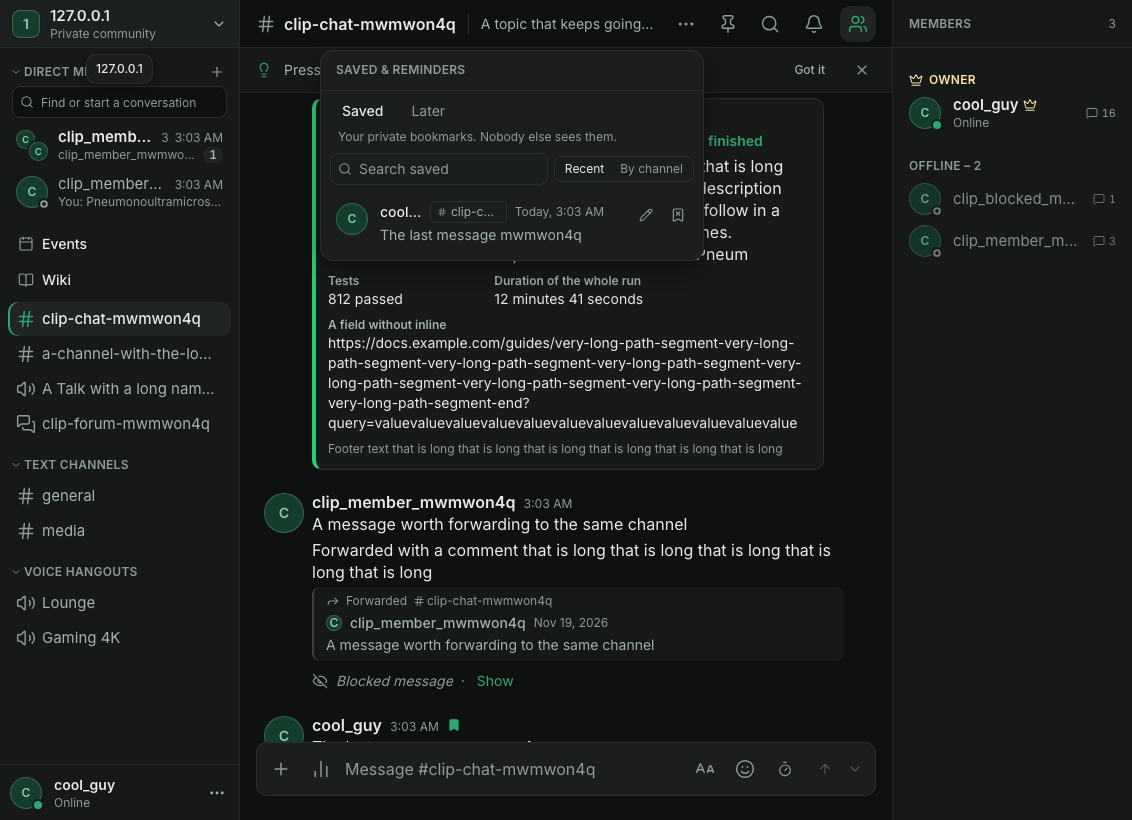 1
127.0.0.1
Private community
DIRECT M
127.0.0.1
Find or start a conversation
C
C
clip_memb...
3
3:03 AM
clip_member_mwmwo...
1
C
clip_member...
3:03 AM
You: Pneumonoultramicros...
Events
Wiki
clip-chat-mwmwon4q
a-channel-with-the-lo...
A Talk with a long nam...
clip-forum-mwmwon4q
TEXT CHANNELS
general
media
VOICE HANGOUTS
Lounge
Gaming 4K
C
cool_guy
Online
clip-chat-mwmwon4q
A topic that keeps going...
Press
Got it
SAVED & REMINDERS
Saved
Later
Your private bookmarks. Nobody else sees them.
Search saved
Recent
By channel
C
cool...
# clip-c...
Today, 3:03 AM
The last message mwmwon4q
finished
that is long
description
follow in a
nes.
Pneum
Tests
812 passed
Duration of the whole run
12 minutes 41 seconds
A field without inline
https://docs.example.com/guides/very-long-path-segment-very-long-
path-segment-very-long-path-segment-very-long-path-segment-very-
long-path-segment-very-long-path-segment-very-long-path-segment-
very-long-path-segment-end?
query=valuevaluevaluevaluevaluevaluevaluevaluevaluevaluevaluevalue
Footer text that is long that is long that is long that is long that is long that is long
C
clip_member_mwmwon4q
3:03 AM
A message worth forwarding to the same channel
Forwarded with a comment that is long that is long that is long that is
long that is long
Forwarded # clip-chat-mwmwon4q
C
clip_member_mwmwon4q
Nov 19, 2026
A message worth forwarding to the same channel
Blocked message · Show
C
cool_guy
3:03 AM
Message #clip-chat-mwmwon4q
AA
MEMBERS
3
OWNER
C
cool_guy
Online
16
OFFLINE – 2
C
clip_blocked_m...
1
C
clip_member_m...
3